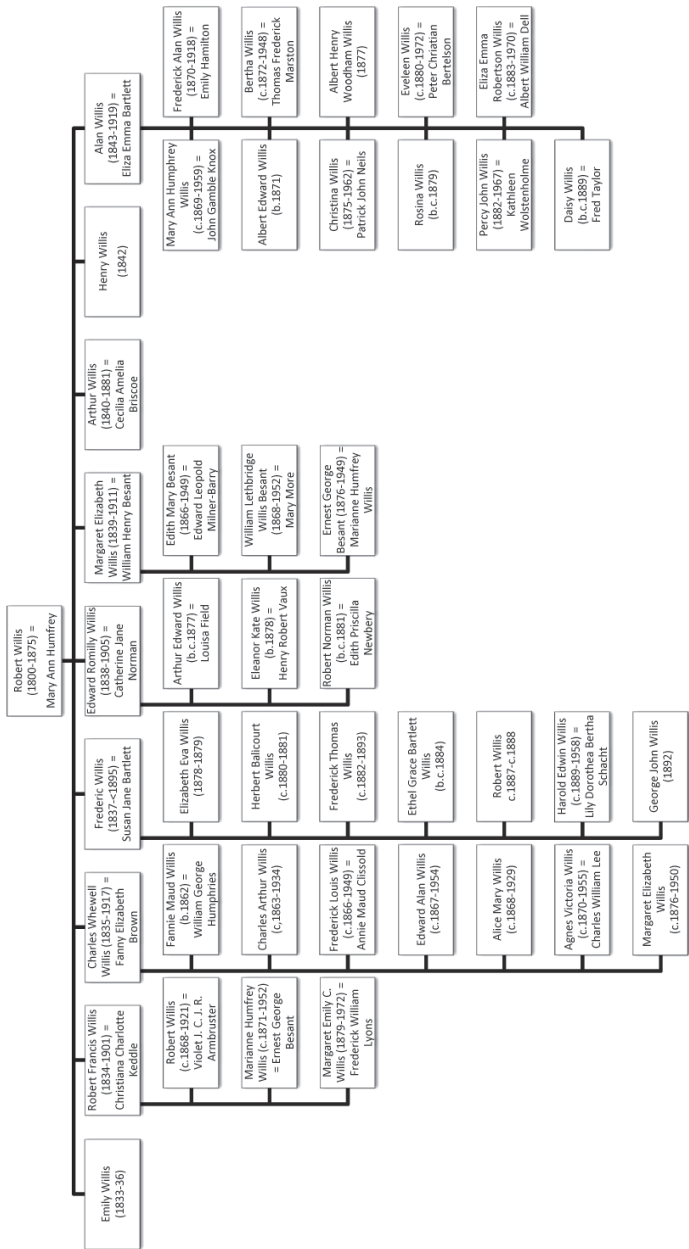 Robert Willis
(1800-1875) =
Mary Ann Humfrey
Emily Willis
(1833-36)
Robert Francis Willis
(1834-1901) =
Christiana Charlotte
Keddle
Charles Whewell
Willis (1835-1917) =
Fanny Elizabeth
Brown
Frederic Willis
(1837-<1895) =
Susan Jane Bartlett
Edward Romilly Willis
(1838-1905) =
Catherine Jane
Norman
Margaret Elizabeth
Willis (1839-1911) =
William Henry Besant
Arthur Willis
(1840-1881) =
Cecilia Amelia
Briscoe
Henry Willis
(1842)
Alan Willis
(1843-1919) =
Eliza Emma Bartlett
Robert Willis
(c.1868-1921) =
Violet J. C. J. R.
Armbruster
Marianne Humfrey
Willis (c.1871-1952)
= Ernest George
Besant
Margaret Emily C.
Willis (1879-1972) =
Frederick William
Lyons
Fannie Maud Willis
(b.1862) =
William George
Humphries
Charles Arthur Willis
(c,1863-1934)
Frederick Louis Willis
(c.1866-1949) =
Annie Maud Clissold
Edward Alan Willis
(c.1867-1954)
Alice Mary Willis
(c.1868-1929)
Agnes Victoria Willis
(c.1870-1955) =
Charles William Lee
Margaret Elizabeth
Willis
(c.1876-1950)
Elizabeth Eva Willis
(1878-1879)
Herbert Balicourt
Willis
(c.1880-1881)
Frederick Thomas
Willis
(c.1882-1893)
Ethel Grace Bartlett
Willis
(b.c.1884)
Robert Willis
c.1887-c.1888
Harold Edwin Willis
(c.1889-1958) =
Lily Dorothea Bertha
Schacht
George John Willis
(1892)
Arthur Edward Willis
(b.c.1877) =
Louisa Field
Eleanor Kate Willis
(b.1878) =
Henry Robert Vaux
Robert Norman Willis
(b.c.1881) =
Edith Priscilla
Newbery
Edith Mary Besant
(1866-1949) =
Edward Leopold
Milner-Barry
William Lethbridge
Willis Besant
(1868-1952) =
Mary More
Ernest George
Besant (1876-1949) =
Marianne Humfrey
Willis
Mary Ann Humphrey
Willis
(c.1869-1959) =
John Gamble Knox
Frederick Alan Willis
(1870-1918) =
Emily Hamilton
Albert Edward Willis
(b.1871)
Bertha Willis
(c.1872-1948) =
Thomas Frederick
Marston
Christina Willis
(1875-1962) =
Patrick John Neils
Albert Henry
Woodham Willis
(1877)
Rosina Willis
(b.c.1879)
Eveleen Willis
(c.1880-1972) =
Peter Christian
Bertelson
Percy John Willis
(1882-1967) =
Kathleen
Wolstenholme
Eliza Emma
Robertson Willis
(c.1883-1970) =
Albert William Dell
Daisy Willis
(b.c.1889) =
Fred Taylor